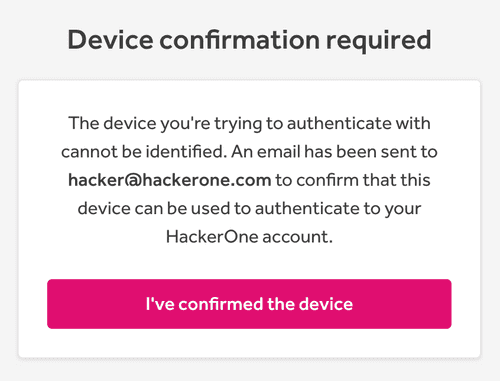 Device confirmation required
The device you're trying to authenticate with
cannot be identified. An email has been sent to
hacker@hackerone.com to confirm that this
device can be used to authenticate to your
HackerOne account.
I've confirmed the device